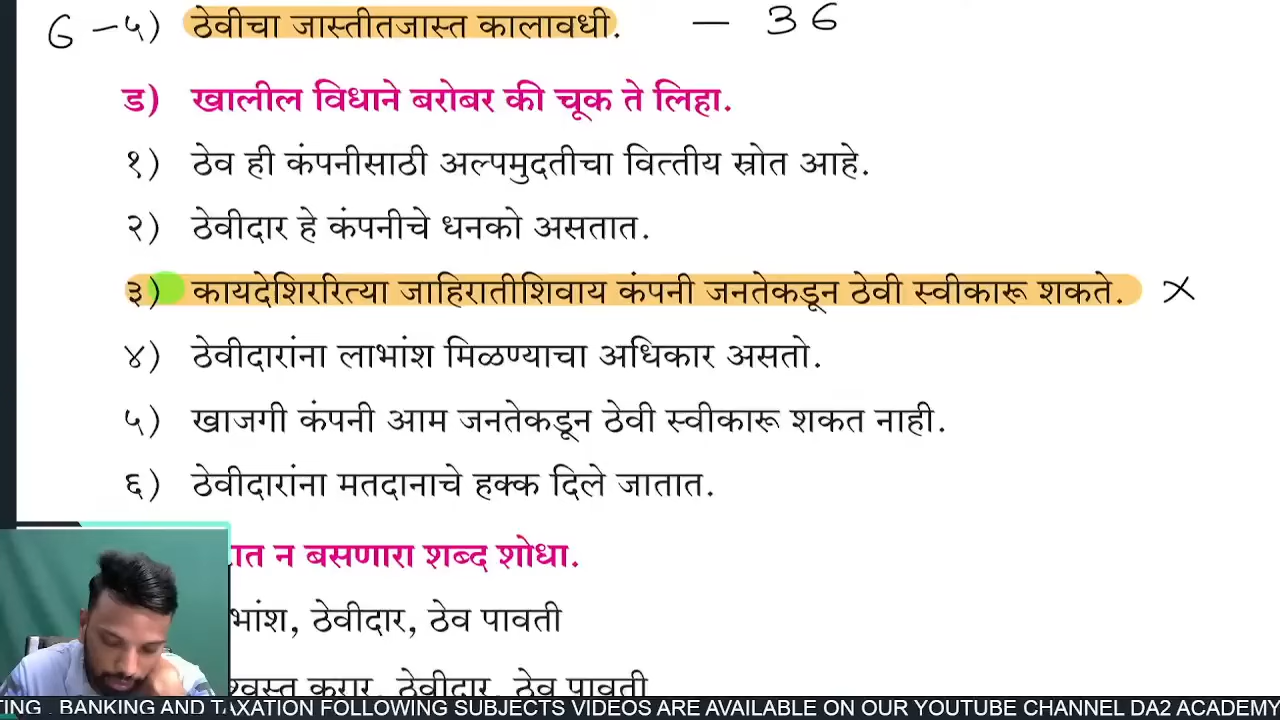 6 – ५) ठेवीचा जास्तीतजास्त कालावधी. — 36
ड) खालील विधाने बरोबर की चूक ते लिहा.
१) ठेव ही कंपनीसाठी अल्पमुदतीचा वित्तीय स्रोत आहे.
२) ठेवीदार हे कंपनीचे धनको असतात.
३) कायदेशिररित्या जाहिरातीशिवाय कंपनी जनतेकडून ठेवी स्वीकारू शकते. ×
४) ठेवीदारांना लाभांश मिळण्याचा अधिकार असतो.
५) खाजगी कंपनी आम जनतेकडून ठेवी स्वीकारू शकत नाही.
६) ठेवीदारांना मतदानाचे हक्क दिले जातात.
न बसणारा शब्द शोधा.
ठेवीदार, ठेव पावती
करार, ठेवीदार, ठेव पावती
BANKING AND TAXATION FOLLOWING SUBJECTS VIDEOS ARE AVAILABLE ON OUR YOUTUBE CHANNEL DA2 ACADEMY